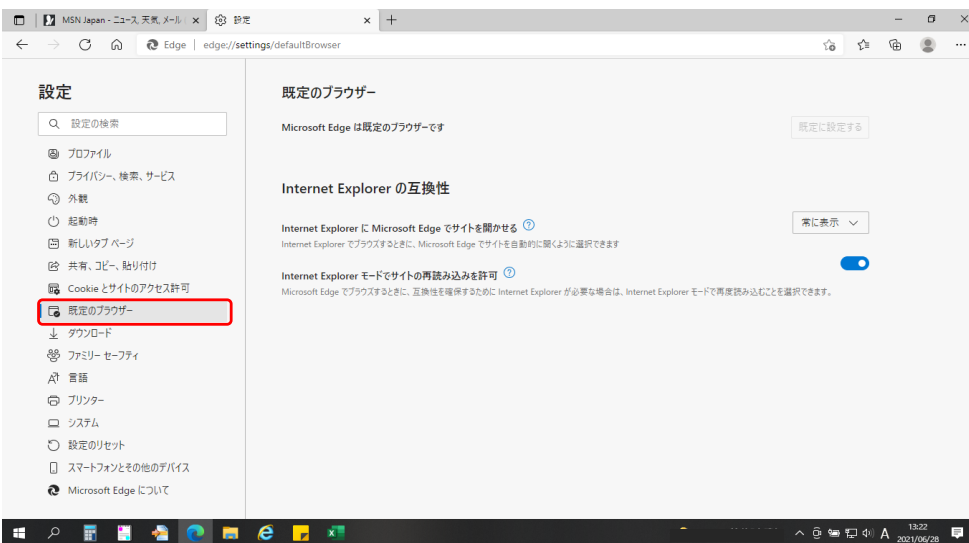 MSN Japan - ニュース, 天気, メール
設定
Edge | edge://settings/defaultBrowser
設定
設定の検索
プロファイル
プライバシー、検索、サービス
外観
起動時
新しいタブ ページ
共有、コピー、貼り付け
Cookie とサイトのアクセス許可
既定のブラウザー
ダウンロード
ファミリー セーフティ
言語
プリンター
システム
設定のリセット
スマートフォンとその他のデバイス
Microsoft Edge について
既定のブラウザー
Microsoft Edge は既定のブラウザーです
既定に設定する
Internet Explorer の互換性
Internet Explorer に Microsoft Edge でサイトを開かせる
常に表示
Internet Explorer でブラウズするときに、Microsoft Edge でサイトを自動的に開くように選択できます
Internet Explorer モードでサイトの再読み込みを許可
Microsoft Edge でブラウズするときに、互換性を確保するために Internet Explorer が必要な場合は、Internet Explorer モードで再度読み込むことを選択できます。
A
13:22
2021/06/28